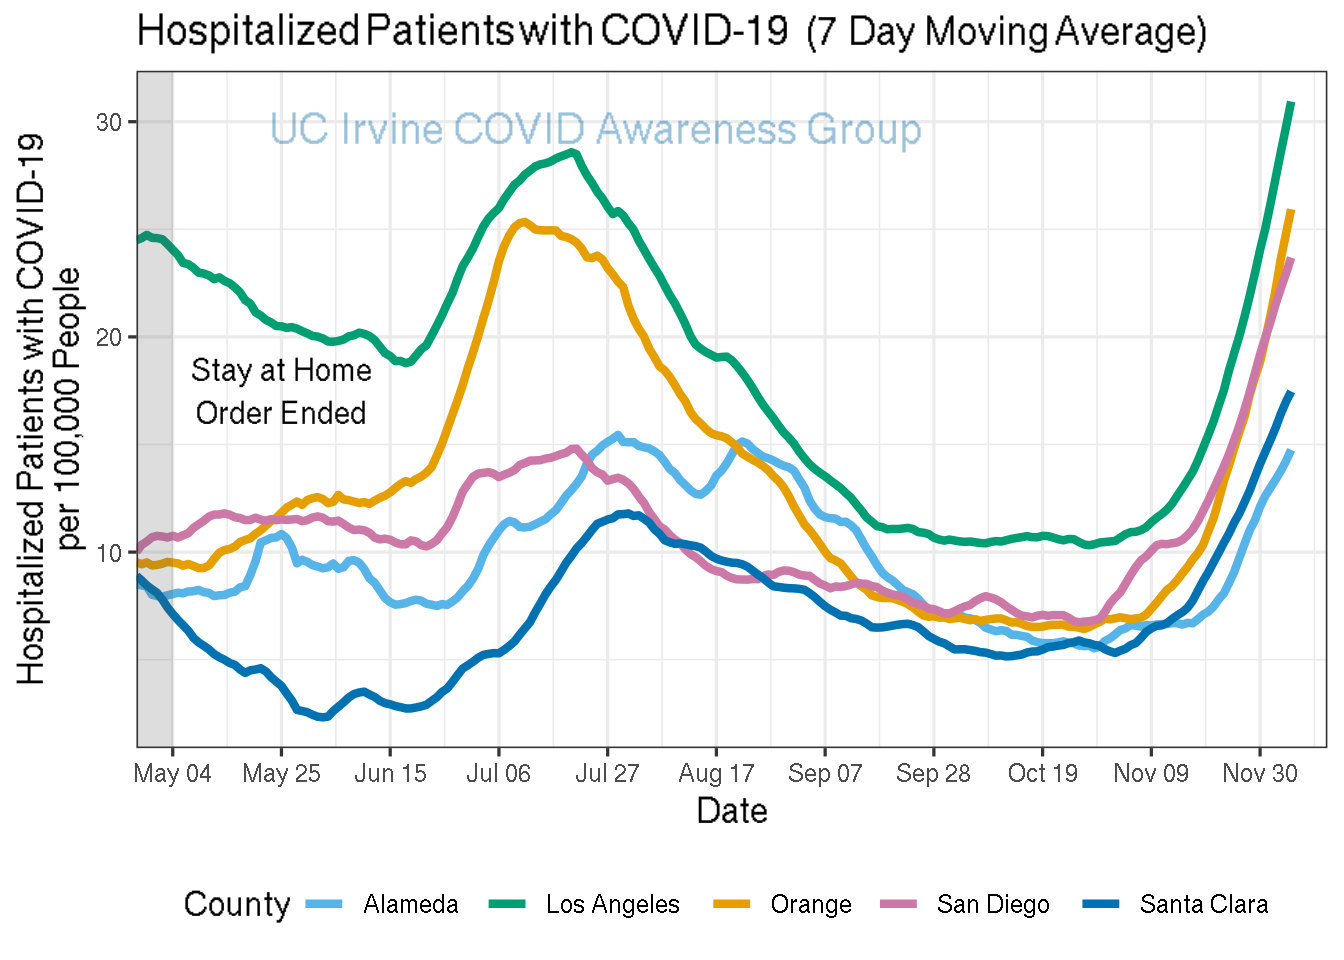 Hospitalized Patients with COVID-19 (7 Day Moving Average)
UC Irvine COVID Awareness Group
Hospitalized Patients with COVID-19
per 100,000 People
30
20
10
Stay at Home
Order Ended
May 04 May 25 Jun 15 Jul 06 Jul 27 Aug 17 Sep 07 Sep 28 Oct 19 Nov 09 Nov 30
Date
County Alameda Los Angeles Orange San Diego Santa Clara